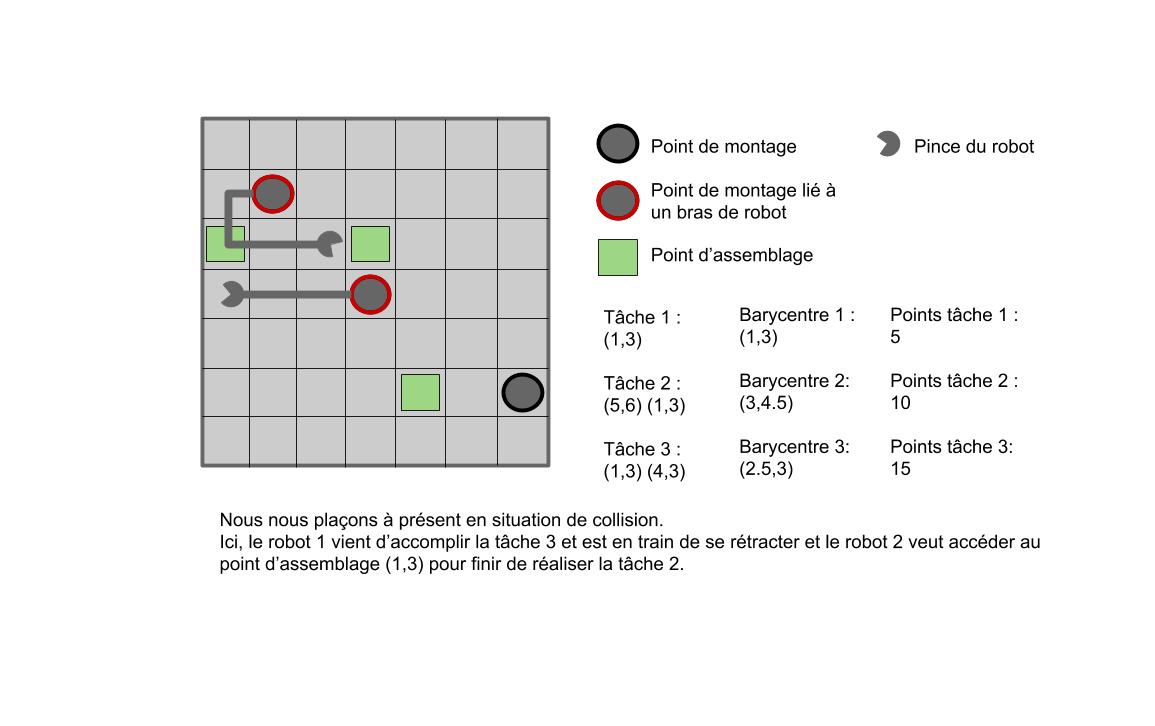 Point de montage
Pince du robot
Point de montage lié à
un bras de robot
Point d’assemblage
Tâche 1 :
(1,3)
Barycentre 1 :
(1,3)
Points tâche 1 :
5
Tâche 2 :
(5,6) (1,3)
Barycentre 2:
(3,4.5)
Points tâche 2 :
10
Tâche 3 :
(1,3) (4,3)
Barycentre 3:
(2.5,3)
Points tâche 3:
15
Nous nous plaçons à présent en situation de collision.
Ici, le robot 1 vient d’accomplir la tâche 3 et est en train de se rétracter et le robot 2 veut accéder au
point d’assemblage (1,3) pour finir de réaliser la tâche 2.